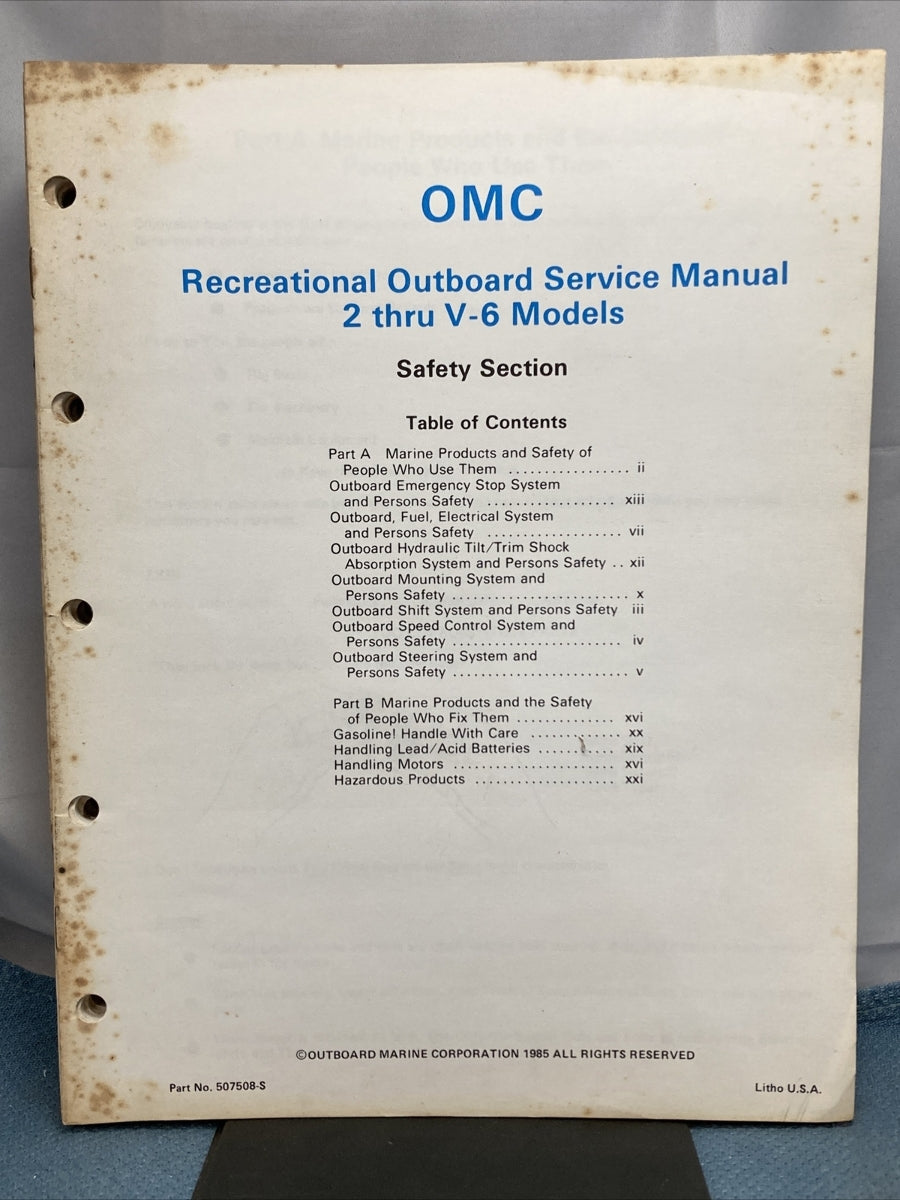 OMC
Recreational Outboard Service Manual
2 thru V-6 Models
Safety Section
Table of Contents
Part A Marine Products and Safety of
People Who Use Them ................. ii
Outboard Emergency Stop System
and Persons Safety .................. xiii
Outboard, Fuel, Electrical System
and Persons Safety ................... vii
Outboard Hydraulic Tilt/Trim Shock
Absorption System and Persons Safety .. xii
Outboard Mounting System and
Persons Safety ......................... x
Outboard Shift System and Persons Safety iii
Outboard Speed Control System and
Persons Safety ........................ iv
Outboard Steering System and
Persons Safety ......................... v
Part B Marine Products and the Safety
of People Who Fix Them .............. xvi
Gasoline! Handle With Care ............. xx
Handling Lead/Acid Batteries ........... xix
Handling Motors ....................... xvi
Hazardous Products .................... xxi
©OUTBOARD MARINE CORPORATION 1985 ALL RIGHTS RESERVED
Part No. 507508-S
Litho U.S.A.